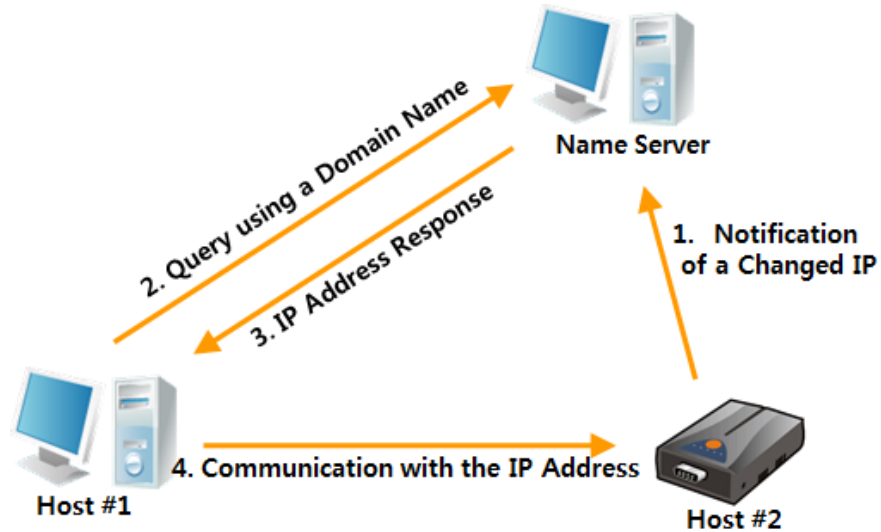 Name Server
1. Notification
of a Changed IP
2. Query using a Domain Name
3. IP Address Response
4. Communication with the IP Address
Host #1
Host #2